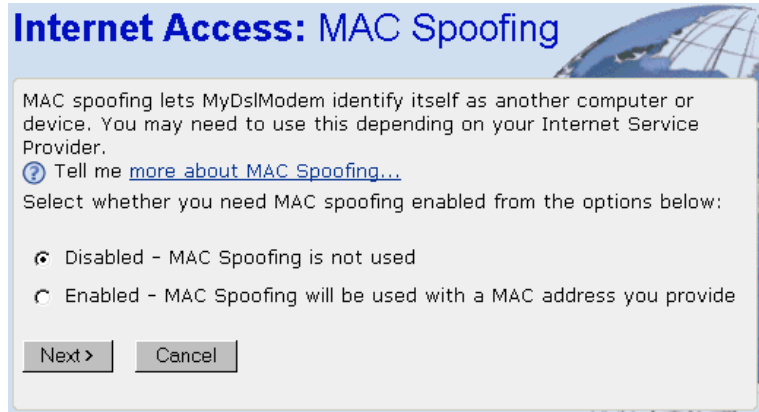 Internet Access: MAC Spoofing
MAC spoofing lets MyDslModem identify itself as another computer or
device. You may need to use this depending on your Internet Service
Provider.
? Tell me more about MAC Spoofing...
Select whether you need MAC spoofing enabled from the options below:
Disabled - MAC Spoofing is not used
Enabled - MAC Spoofing will be used with a MAC address you provide
Next> Cancel